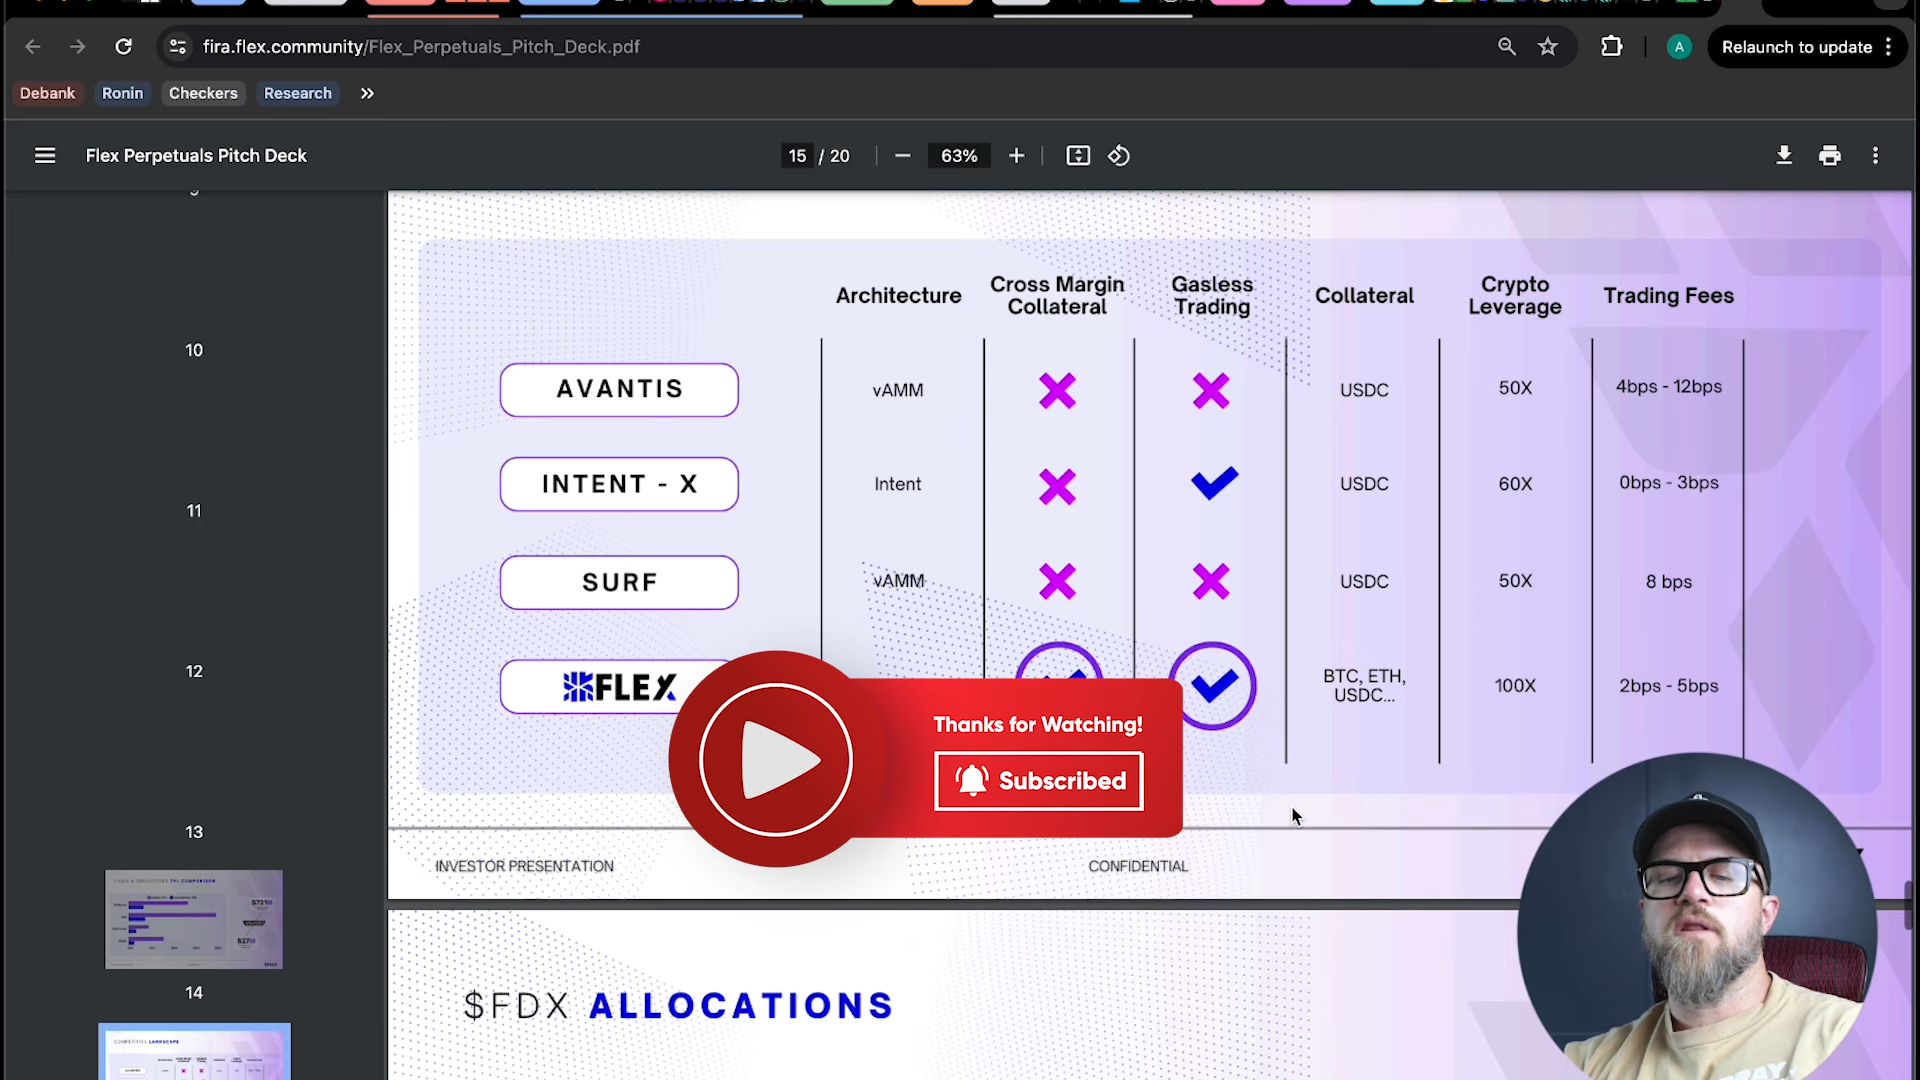 fira.flex.community/Flex_Perpetuals_Pitch_Deck.pdf
A
Relaunch to update
Debank
Ronin
Checkers
Research
Flex Perpetuals Pitch Deck
15 / 20
63%
10
11
12
13
14
Architecture
Cross Margin
Collateral
Gasless
Trading
Collateral
Crypto
Leverage
Trading Fees
AVANTIS
vAMM
USDC
50X
4bps - 12bps
INTENT - X
Intent
USDC
60X
0bps - 3bps
SURF
vAMM
USDC
50X
8 bps
FLEX
BTC, ETH,
USDC...
100X
2bps - 5bps
Thanks for Watching!
Subscribed
INVESTOR PRESENTATION
CONFIDENTIAL
$FDX ALLOCATIONS
COMPETITIVE LANDSCAPE